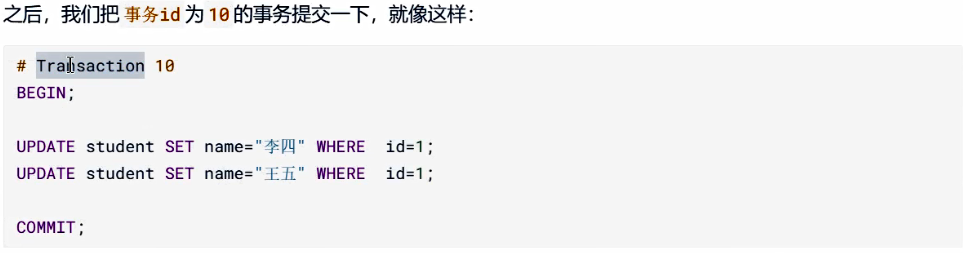 之后，我们把 事务id 为 10 的事务提交一下，就像这样：
# Transaction 10
BEGIN;
UPDATE student SET name="李四" WHERE  id=1;
UPDATE student SET name="王五" WHERE  id=1;
COMMIT;